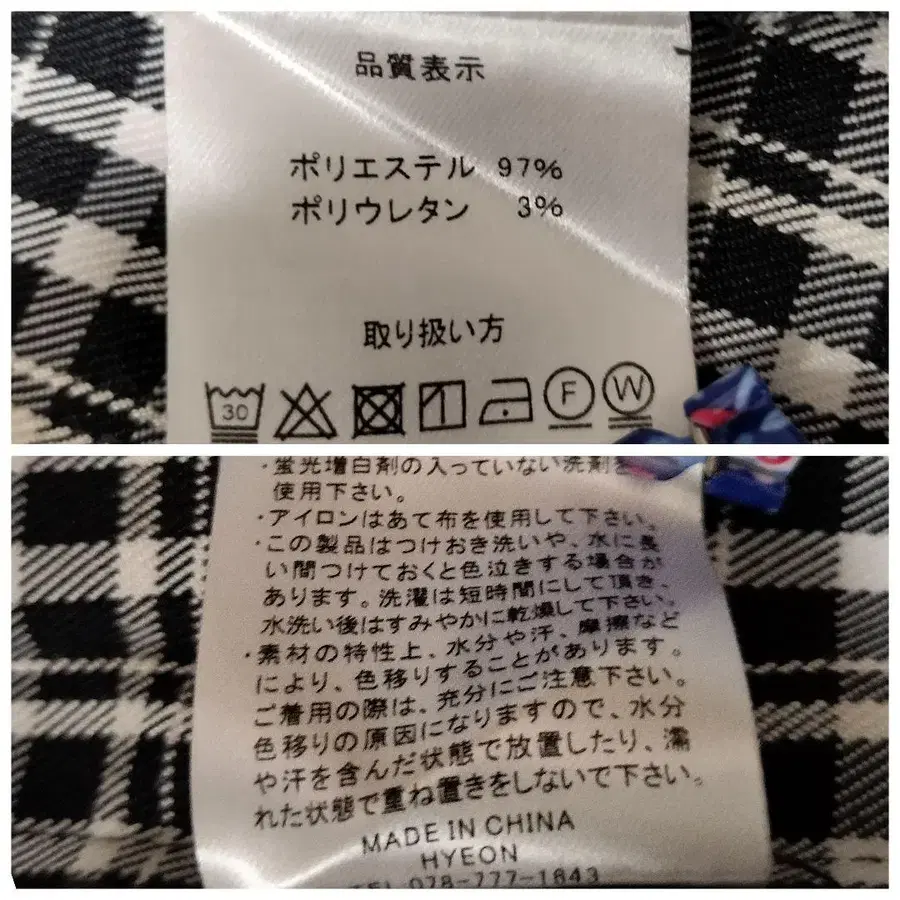 品質表示
ポリエステル 97%
ポリウレタン 3%
取り扱い方
30
F
W
・蛍光増白剤の入っていない洗剤を
使用下さい。
・アイロンはあて布を使用して下さい。
・この製品はつけおき洗いや、水に長
い間つけておくと色泣きする場合が
あります。洗濯は短時間にして頂き、
水洗い後はすみやかに乾燥して下さい。
・素材の特性上、水分や汗、摩擦など
により、色移りすることがあります。
ご着用の際は、充分にご注意下さい。
色移りの原因になりますので、水分
や汗を含んだ状態で放置したり、濡
れた状態で重ね置きをしないで下さい。
MADE IN CHINA
HYEON
TEL 078-777-1843